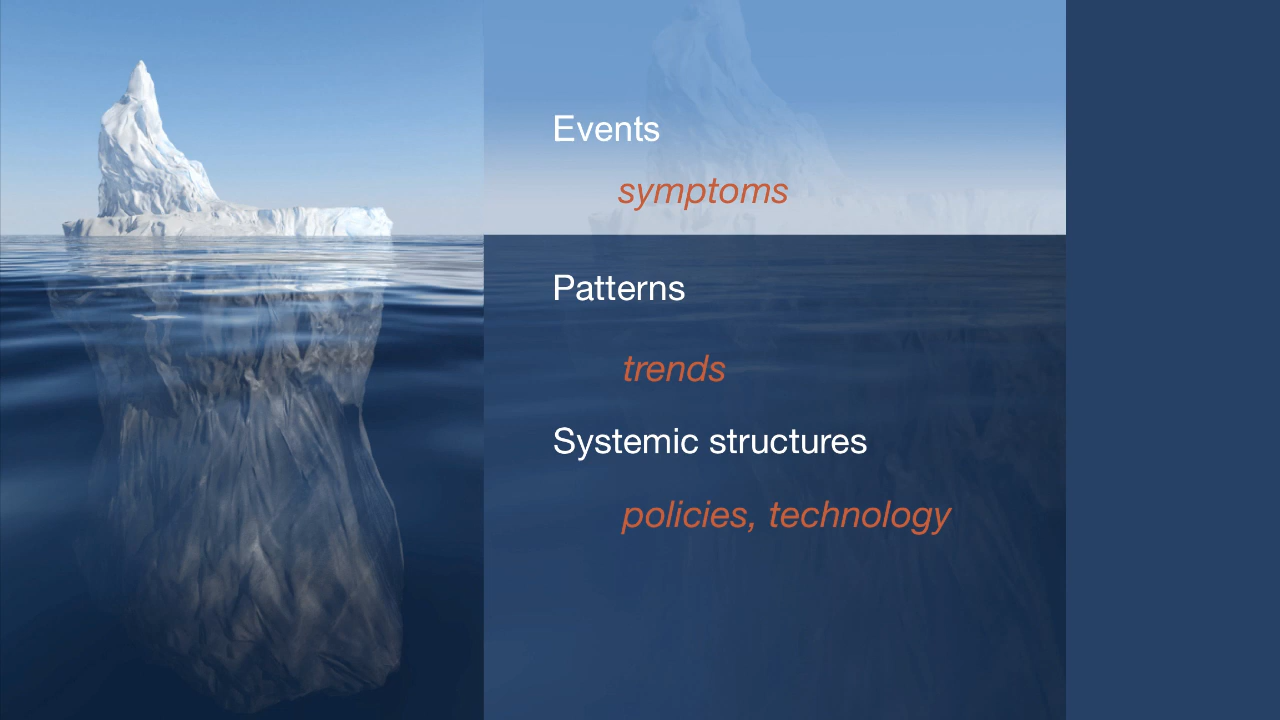 Events
symptoms
Patterns
trends
Systemic structures
policies, technology